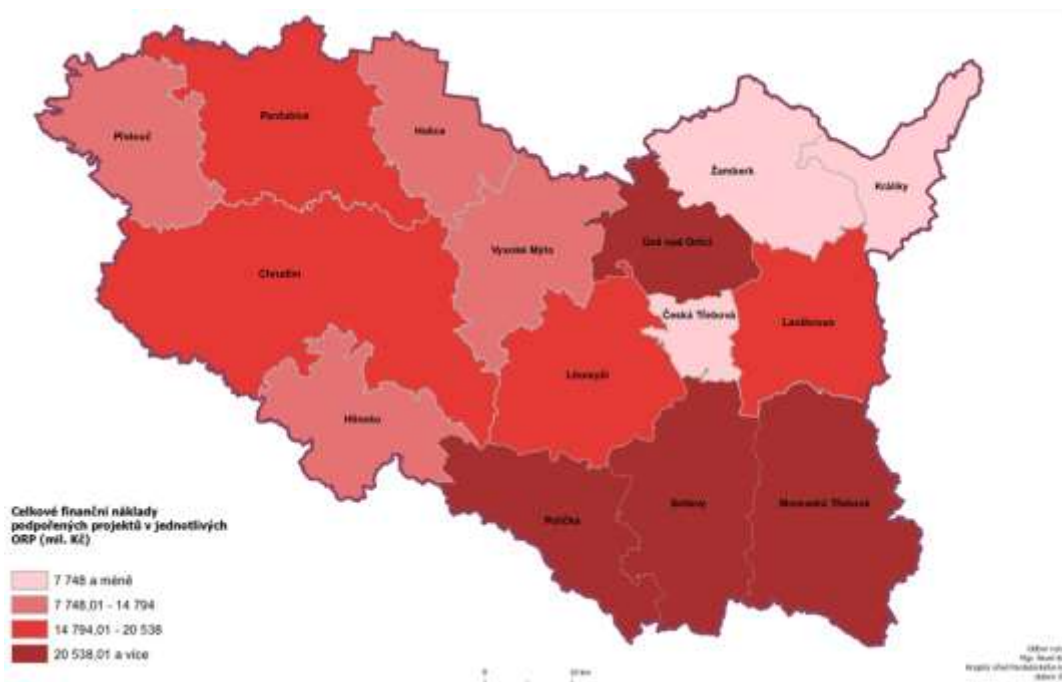 Pardubice
Holice
Přelouč
Žamberk
Králíky
Ústí nad Orlicí
Vysoké Mýto
Chrudim
Česká Třebová
Lanškroun
Litomyšl
Hlinsko
Moravská Třebová
Svitavy
Polička
Celkové finanční náklady
podpořených projektů v jednotlivých
ORP (mil. Kč)
7 748 a méně
7 748,01 - 14 794
14 794,01 - 20 538
20 538,01 a více
0